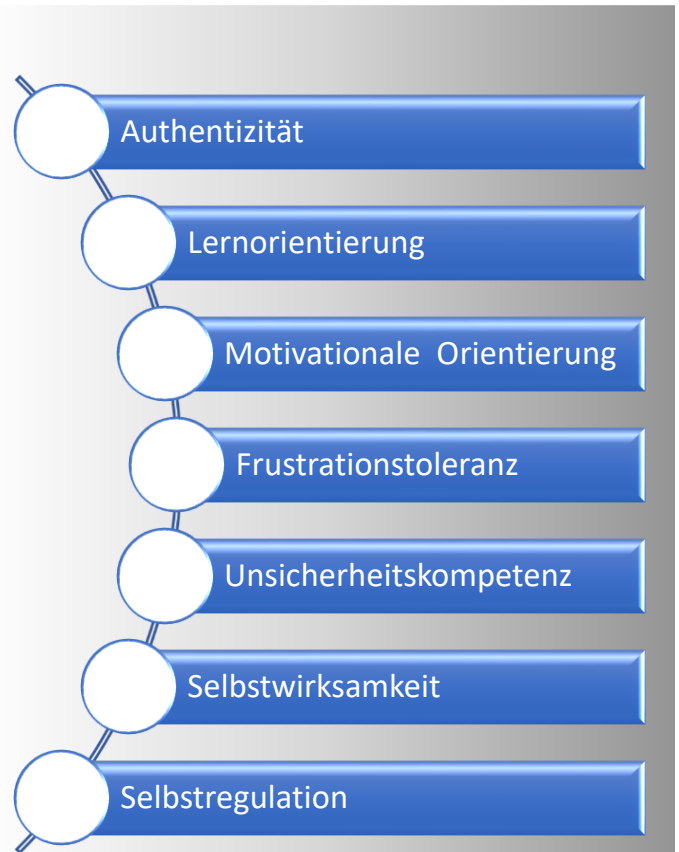 Authentizität
Lernorientierung
Motivationale Orientierung
Frustrationstoleranz
Unsicherheitskompetenz
Selbstwirksamkeit
Selbstregulation